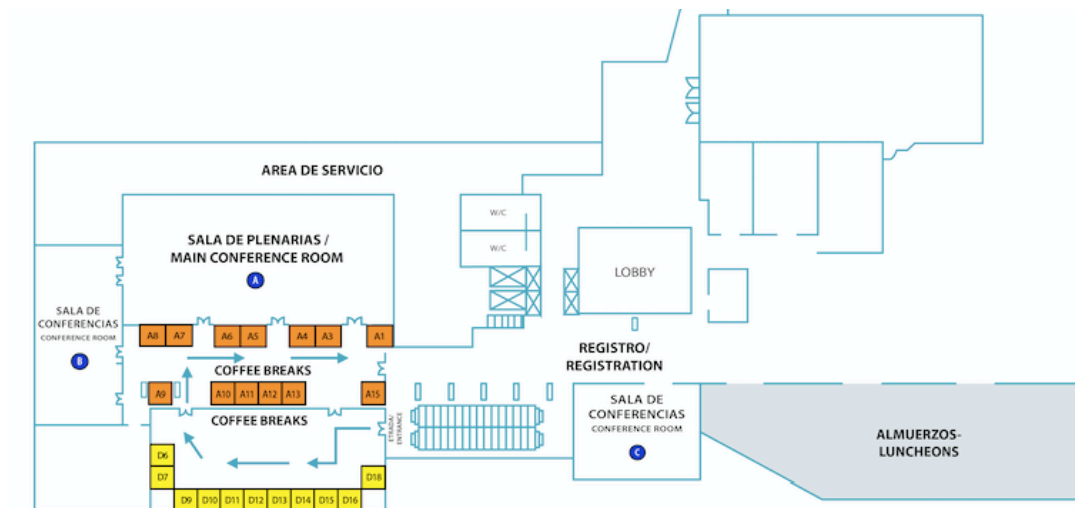 AREA DE SERVICIO
W/C
W/C
SALA DE PLENARIAS /
MAIN CONFERENCE ROOM
A
LOBBY
SALA DE
CONFERENCIAS
CONFERENCE ROOM
B
A8 A7 A6 A5 A4 A3 A1
REGISTRO/
REGISTRATION
COFFEE BREAKS
A9 A10 A11 A12 A13 A15
COFFEE BREAKS
ETRADA/
ENTRANCE
SALA DE
CONFERENCIAS
CONFERENCE ROOM
C
ALMUERZOS-
LUNCHEONS
D6
D7 D18
D9 D10 D11 D12 D13 D14 D15 D16